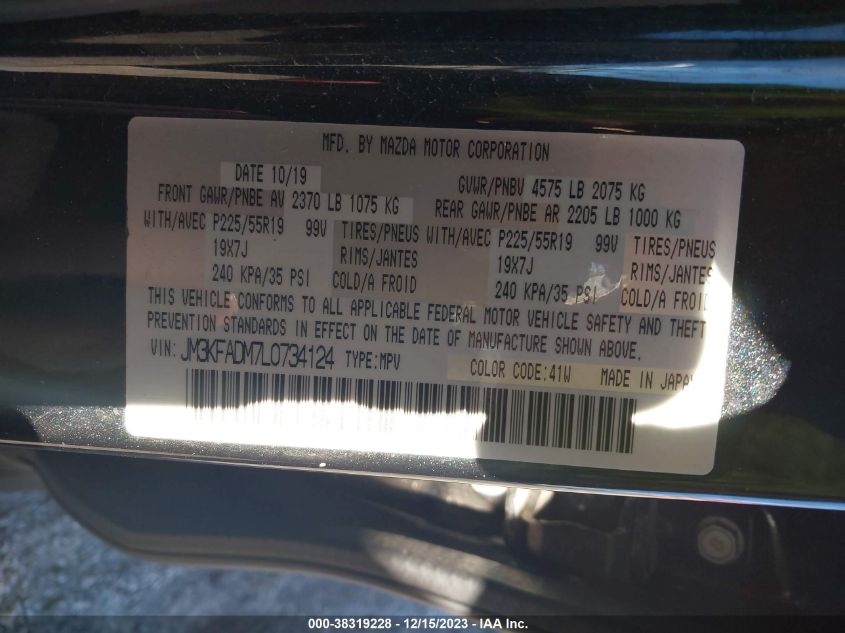 MFD. BY MAZDA MOTOR CORPORATION
DATE 10/19 GVWR/PNBV 4575 LB 2075 KG
FRONT GAWR/PNBE AV 2370 LB 1075 KG REAR GAWR/PNBE AR 2205 LB 1000 KG
WITH/AVEC P225/55R19 99V TIRES/PNEUS WITH/AVEC P225/55R19 99V TIRES/PNEUS
19X7J RIMS/JANTES 19X7J RIMS/JANTES
240 KPA/35 PSI COLD/A FROID 240 KPA/35 PSI COLD/A FROID
THIS VEHICLE CONFORMS TO ALL APPLICABLE FEDERAL MOTOR VEHICLE SAFETY AND THEFT
PREVENTION STANDARDS IN EFFECT ON THE DATE OF MANUFACTURE SHOWN ABOVE.
VIN: JM3KFADM7L0734124 TYPE:MPV COLOR CODE:41W MADE IN JAPAN
000-38319228 - 12/15/2023 - IAA Inc.